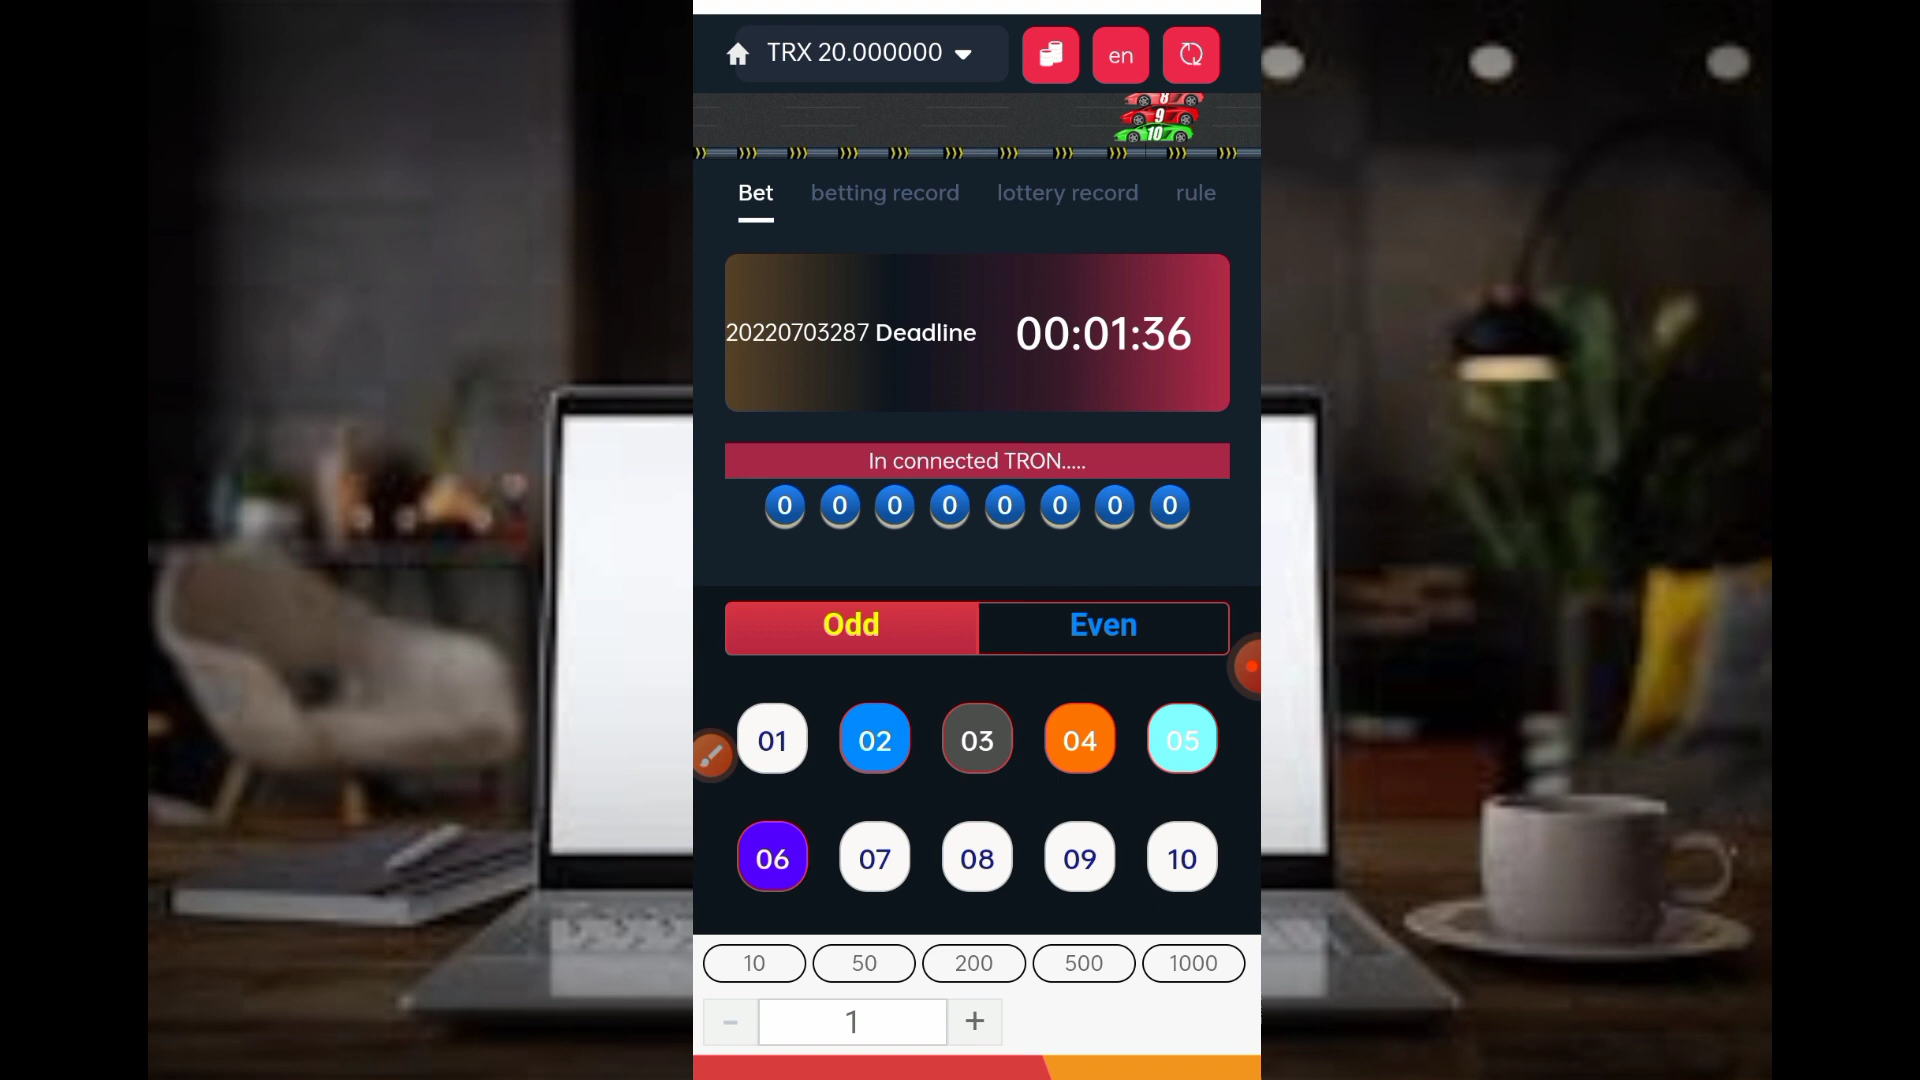 TRX 20.000000
en
8
9
10
Bet
betting record
lottery record
rule
20220703287 Deadline
00:01:36
In connected TRON.....
0 0 0 0 0 0 0 0
Odd
Even
01 02 03 04 05
06 07 08 09 10
10 50 200 500 1000
- 1 +